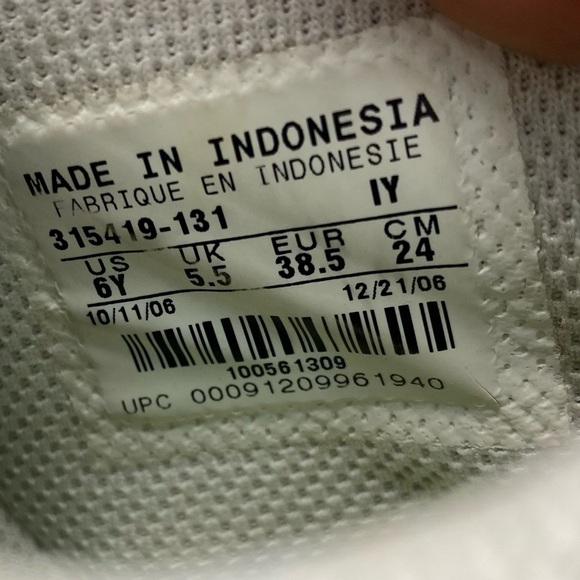 MADE IN INDONESIA
FABRIQUE EN INDONESIE
315419-131 IY
US UK EUR CM
6Y 5.5 38.5 24
10/11/06 12/21/06
100561309
UPC 00091209961940